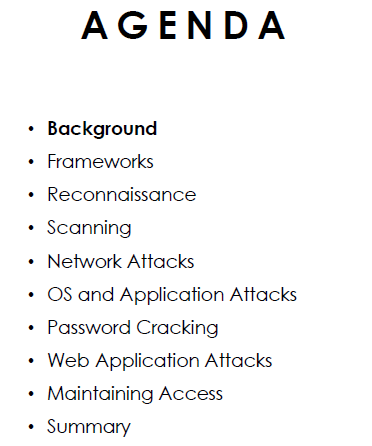 AGENDA
• Background
• Frameworks
• Reconnaissance
• Scanning
• Network Attacks
• OS and Application Attacks
• Password Cracking
• Web Application Attacks
• Maintaining Access
• Summary